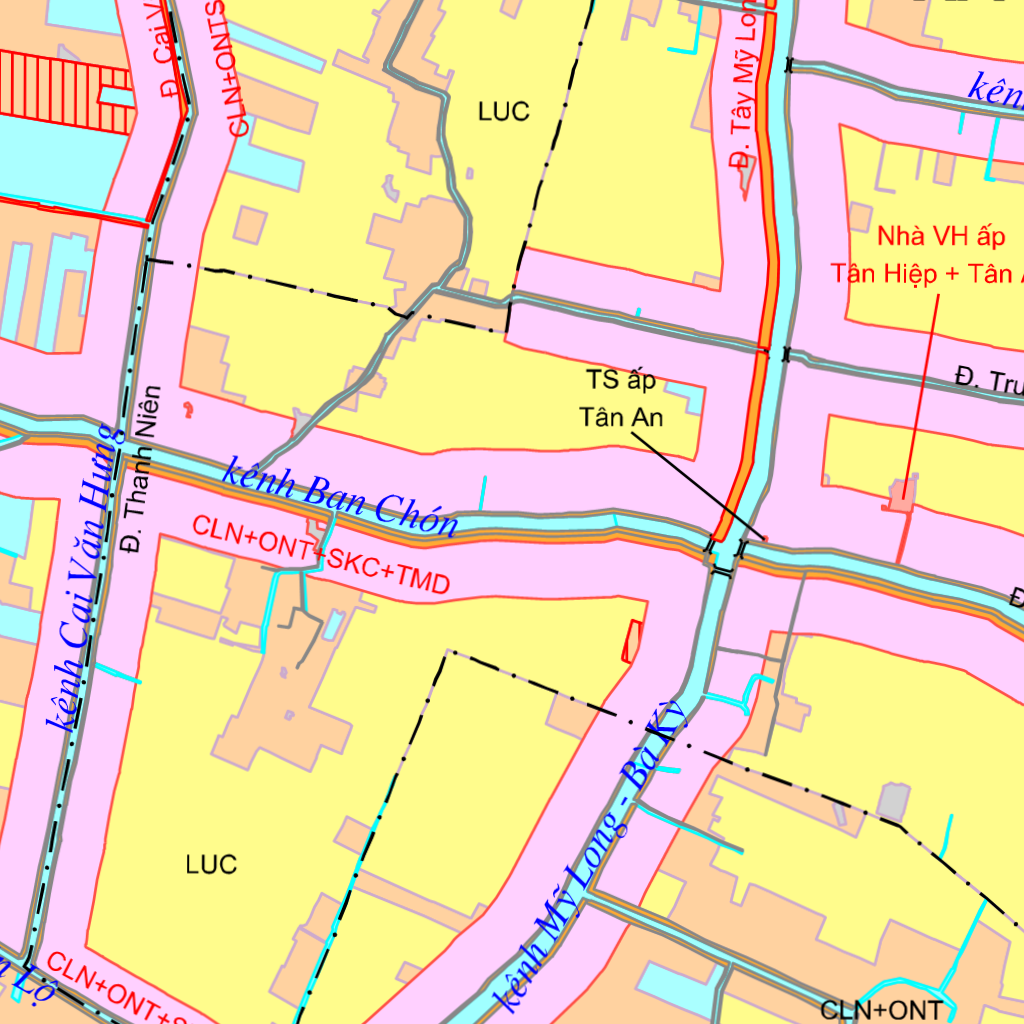 Đ. Cai V
CLN+ONTS
LUC
Đ. Tây Mỹ Lon
kên
Nhà VH ấp
Tân Hiệp + Tân
Đ. Tru
TS ấp
Tân An
Đ. Thanh Niên
kênh Cai Văn Hưng
kênh Ban Chón
CLN+ONT+SKC+TMD
kênh Mỹ Long - Bà Kỳ
LUC
CLN+ONT+S
n Lộ
CLN+ONT